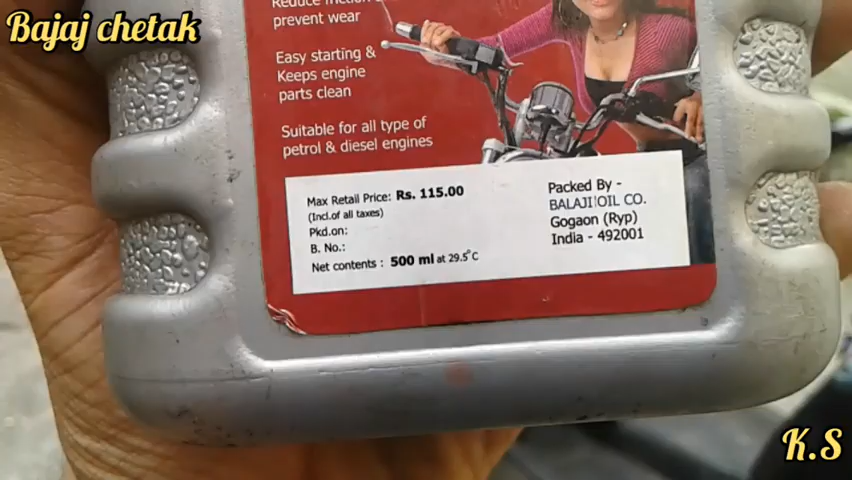 Bajaj chetak
Reduce friction
prevent wear
Easy starting &
Keeps engine
parts clean
Suitable for all type of
petrol & diesel engines
Max Retail Price: Rs. 115.00
(Incl.of all taxes)
Pkd.on:
B. No.:
Net contents : 500 ml at 29.5°C
Packed By -
BALAJI OIL CO.
Gogaon (Ryp)
India - 492001
K.S